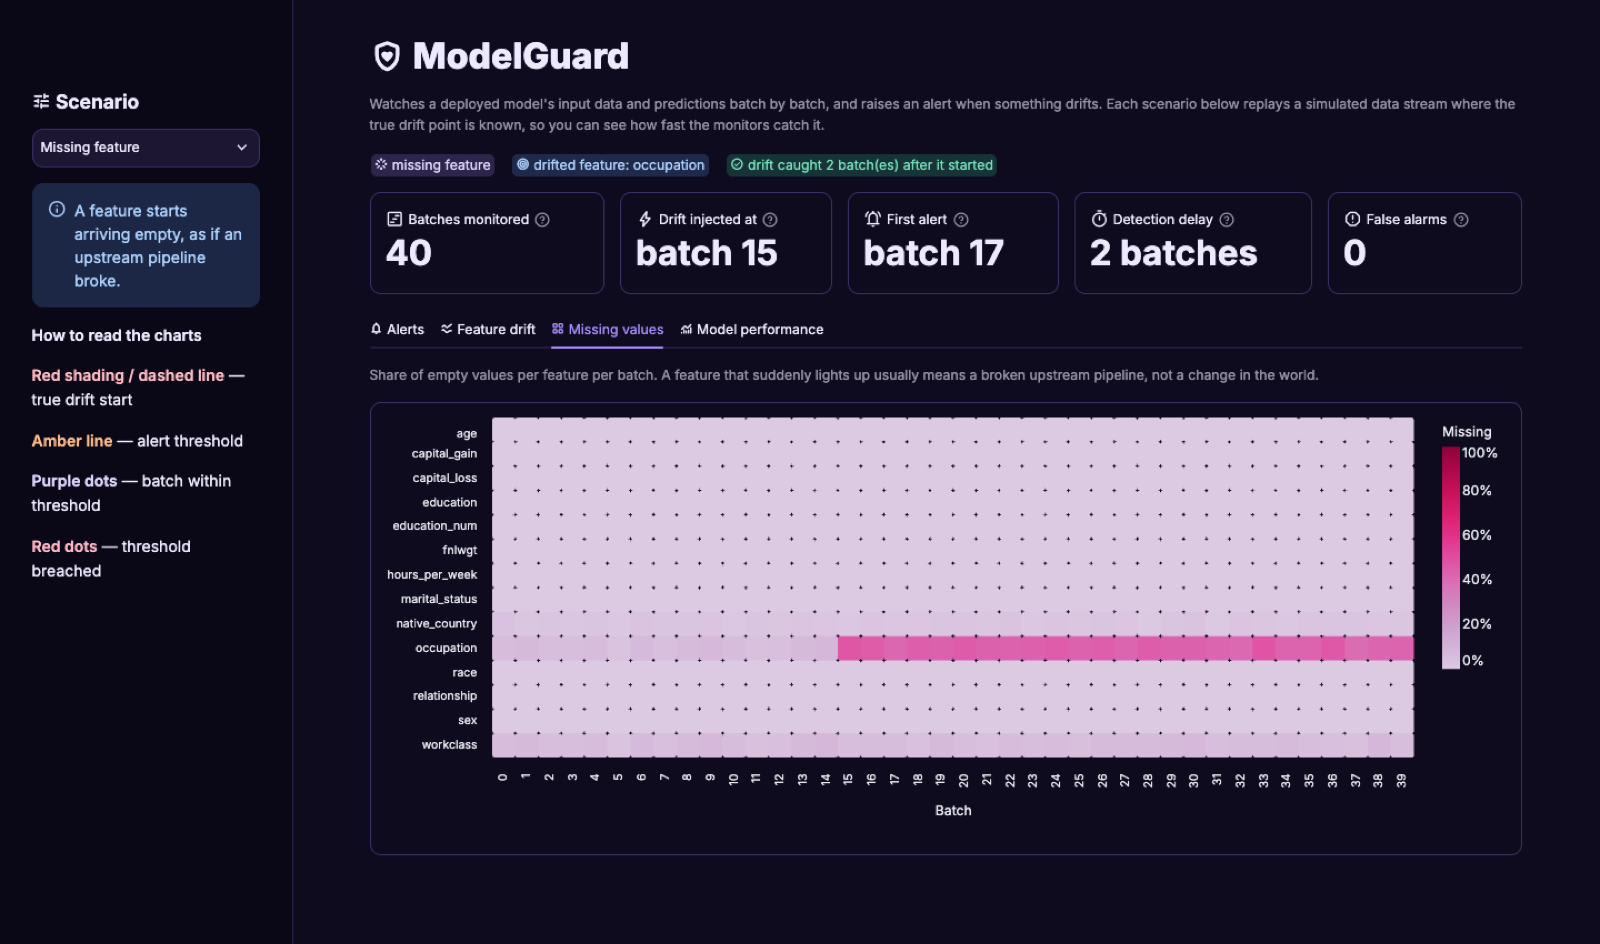 Scenario
Missing feature
A feature starts
arriving empty, as if an
upstream pipeline
broke.
How to read the charts
Red shading / dashed line —
true drift start
Amber line — alert threshold
Purple dots — batch within
threshold
Red dots — threshold
breached
ModelGuard
Watches a deployed model's input data and predictions batch by batch, and raises an alert when something drifts. Each scenario below replays a simulated data stream where the
true drift point is known, so you can see how fast the monitors catch it.
missing feature drifted feature: occupation drift caught 2 batch(es) after it started
Batches monitored
40
Drift injected at
batch 15
First alert
batch 17
Detection delay
2 batches
False alarms
0
Alerts Feature drift Missing values Model performance
Share of empty values per feature per batch. A feature that suddenly lights up usually means a broken upstream pipeline, not a change in the world.
age
capital_gain
capital_loss
education
education_num
fnlwgt
hours_per_week
marital_status
native_country
occupation
race
relationship
sex
workclass
0 1 2 3 4 5 6 7 8 9 10 11 12 13 14 15 16 17 18 19 20 21 22 23 24 25 26 27 28 29 30 31 32 33 34 35 36 37 38 39
Batch
Missing
100%
80%
60%
40%
20%
0%